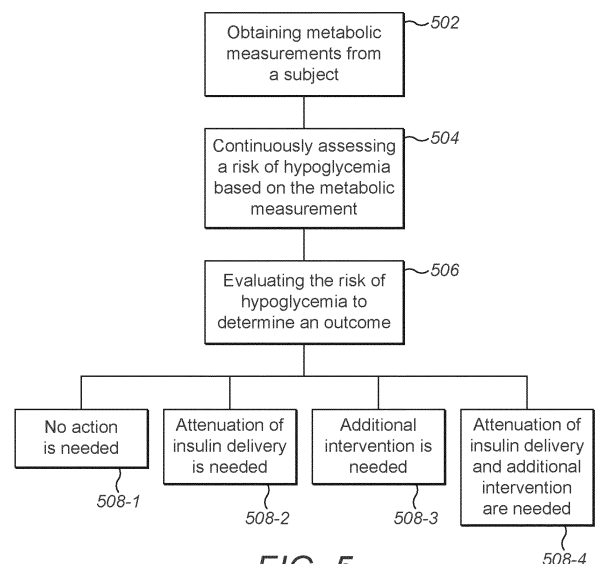 Obtaining metabolic
measurements from
a subject
502
Continuously assessing
a risk of hypoglycemia
based on the metabolic
measurement
504
Evaluating the risk of
hypoglycemia to
determine an outcome
506
No action
is needed
508-1
Attenuation of
insulin delivery
is needed
508-2
Additional
intervention is
needed
508-3
Attenuation of
insulin delivery
and additional
intervention
are needed
508-4
FIG. 5